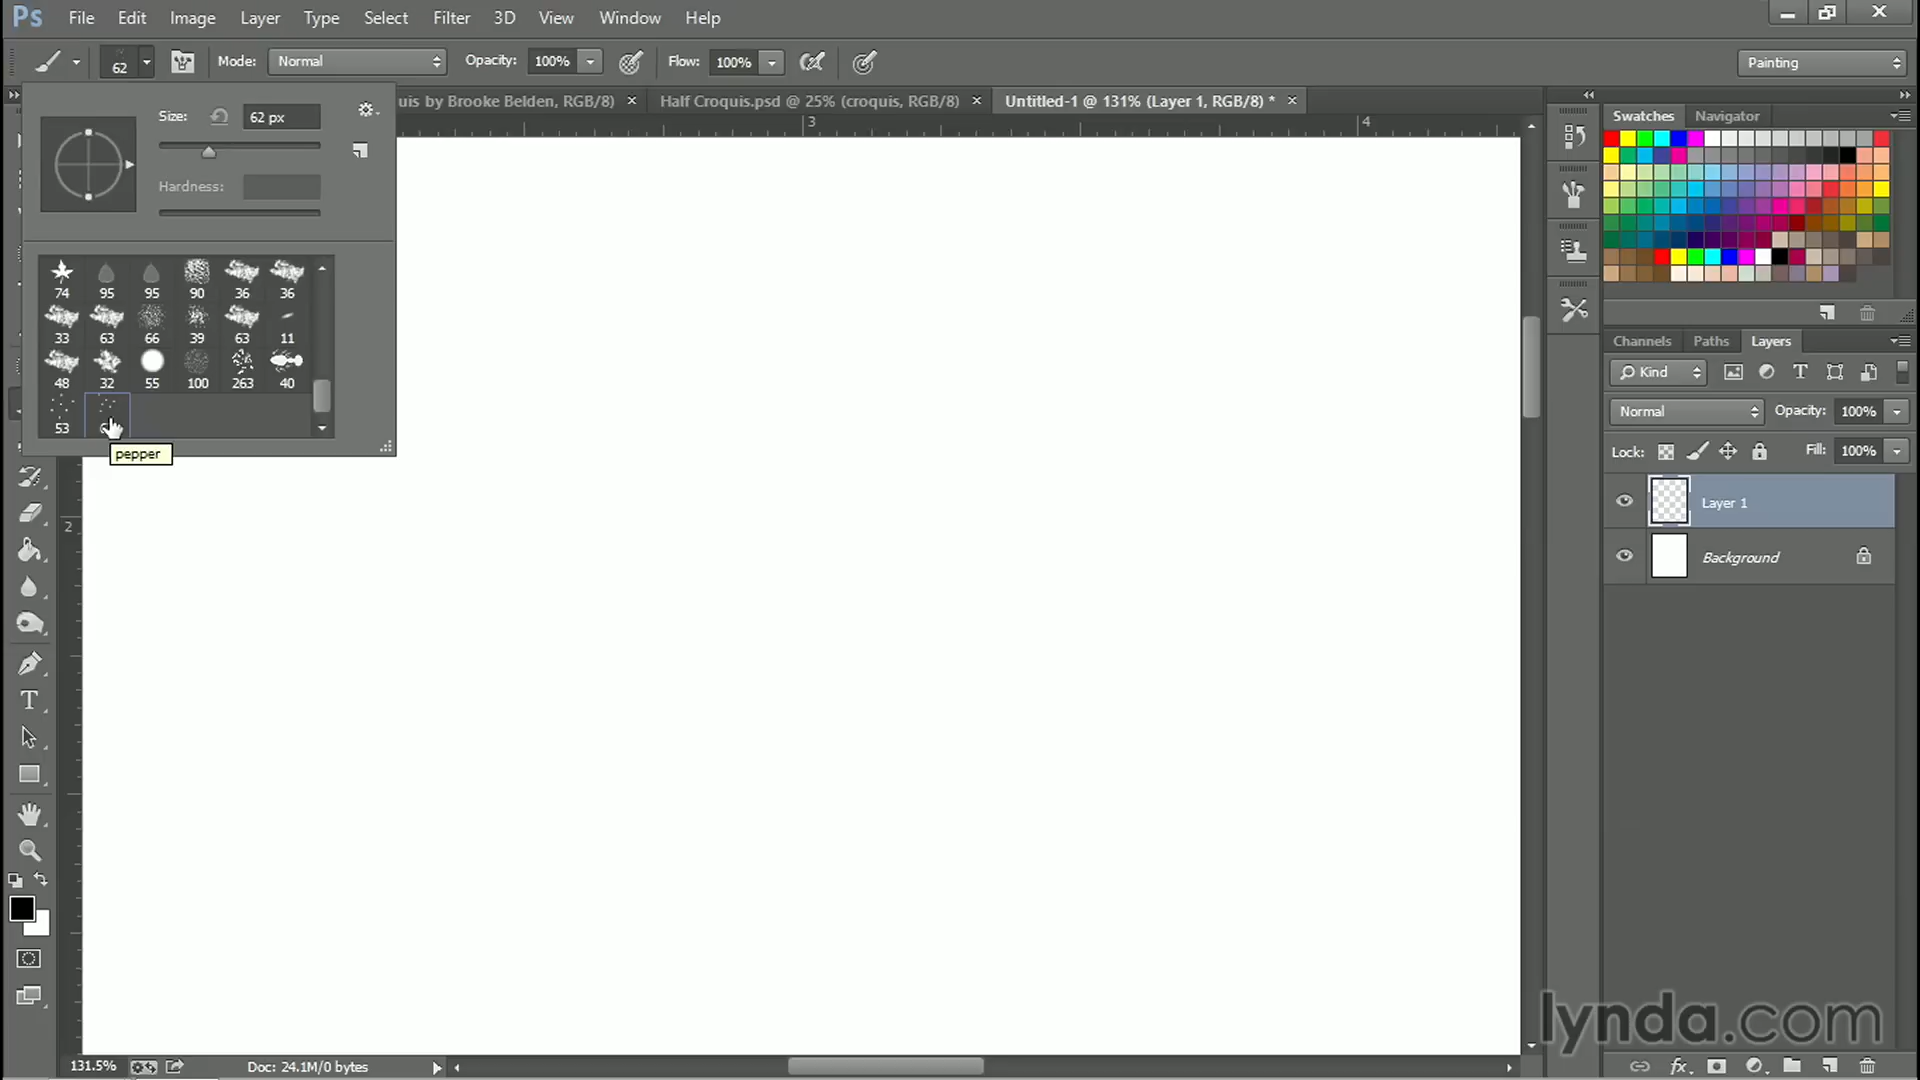 Ps File Edit Image Layer Type Select Filter 3D View Window Help
62 Mode: Normal Opacity: 100% Flow: 100% Painting
Size: 62 px
Hardness:
uis by Brooke Belden, RGB/8) × Half Croquis.psd @ 25% (croquis, RGB/8) × Untitled-1 @ 131% (Layer 1, RGB/8) * ×
3 4
2
74 95 95 90 36 36
33 63 66 39 63 11
48 32 55 100 263 40
53
pepper
Swatches Navigator
Channels Paths Layers
Kind
Normal Opacity: 100%
Lock: Fill: 100%
Layer 1
Background
T
131.5% Doc: 24.1M/0 bytes
fx
lynda.com